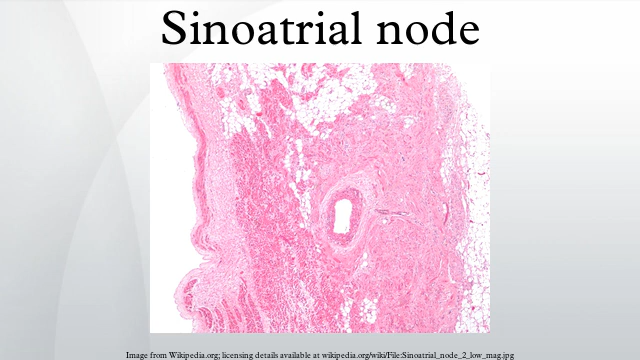 Sinoatrial node
Image from Wikipedia.org; licensing details available at wikipedia.org/wiki/File:Sinoatrial_node_2_low_mag.jpg